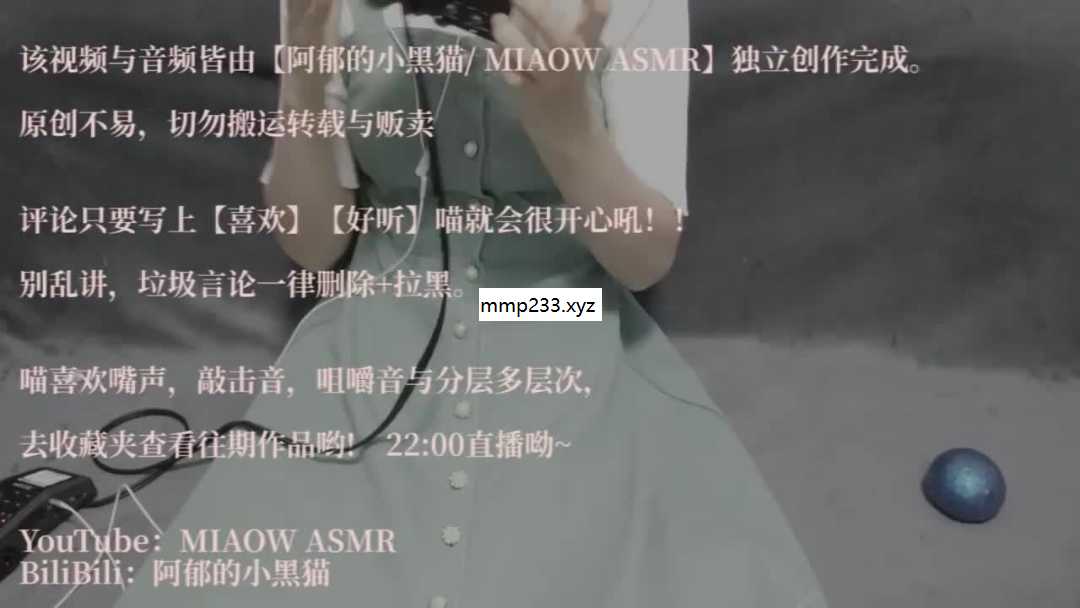 该视频与音频皆由【阿郁的小黑猫/ MIAOW ASMR】独立创作完成。
原创不易，切勿搬运转载与贩卖
评论只要写上【喜欢】【好听】喵就会很开心吼！！
别乱讲，垃圾言论一律删除+拉黑。
mmp233.xyz
喵喜欢嘴声，敲击音，咀嚼音与分层多层次，
去收藏夹查看往期作品哟!    22:00直播呦~
YouTube：MIAOW ASMR
BiliBili：阿郁的小黑猫